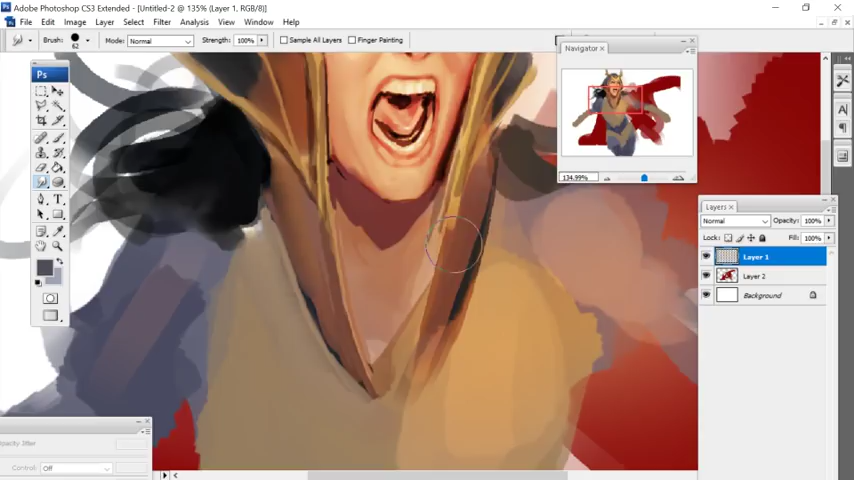 Adobe Photoshop CS3 Extended - [Untitled-2 @ 135% (Layer 1, RGB/8)]
File Edit Image Layer Select Filter Analysis View Window Help
Brush: 62 Mode: Normal Strength: 100% Sample All Layers Finger Painting
Navigator ×
134.99%
Ps
T
A
Layers ×
Normal Opacity: 100%
Lock: Fill: 100%
Layer 1
Layer 2
Background
Opacity Jitter
Control: Off